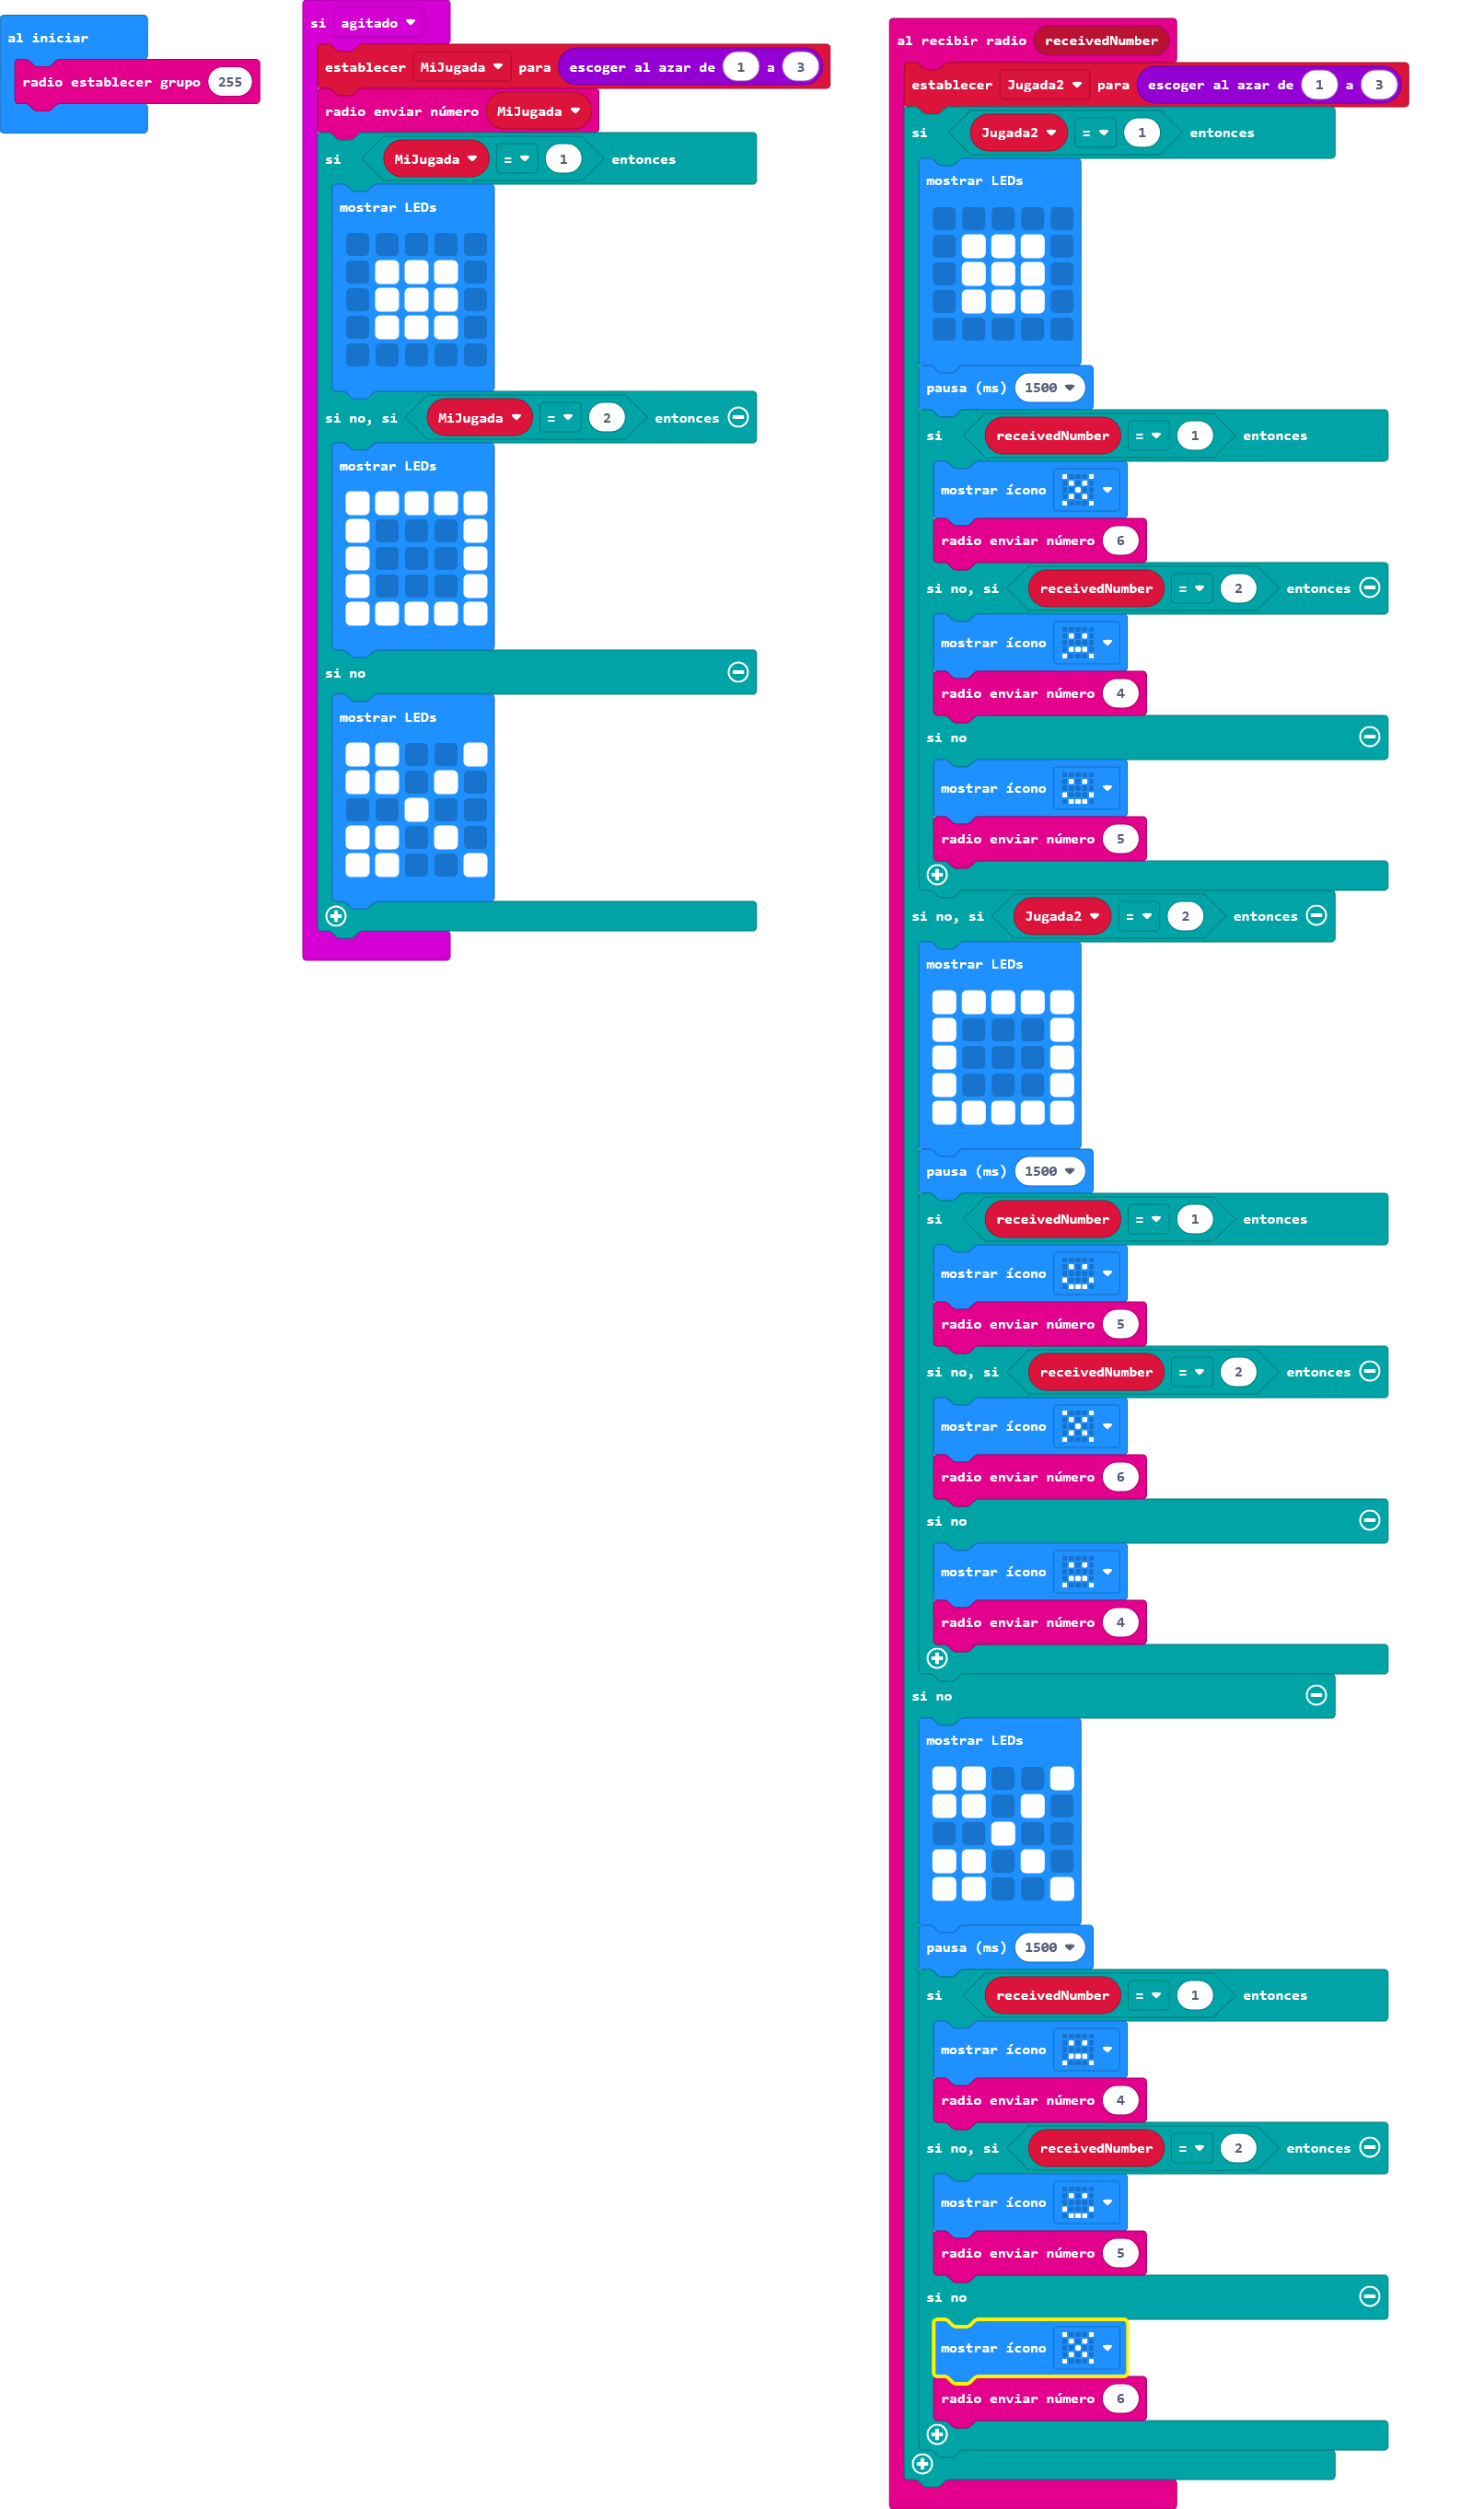 al iniciar
radio establecer grupo 255
si agitado
establecer MiJugada para escoger al azar de 1 a 3
radio enviar número MiJugada
si MiJugada = 1 entonces
mostrar LEDs
si no, si MiJugada = 2 entonces
mostrar LEDs
si no
mostrar LEDs
al recibir radio receivedNumber
establecer Jugada2 para escoger al azar de 1 a 3
si Jugada2 = 1 entonces
mostrar LEDs
pausa (ms) 1500
si receivedNumber = 1 entonces
mostrar ícono
radio enviar número 6
si no, si receivedNumber = 2 entonces
mostrar ícono
radio enviar número 4
si no
mostrar ícono
radio enviar número 5
si no, si Jugada2 = 2 entonces
mostrar LEDs
pausa (ms) 1500
si receivedNumber = 1 entonces
mostrar ícono
radio enviar número 5
si no, si receivedNumber = 2 entonces
mostrar ícono
radio enviar número 6
si no
mostrar ícono
radio enviar número 4
si no
mostrar LEDs
pausa (ms) 1500
si receivedNumber = 1 entonces
mostrar ícono
radio enviar número 4
si no, si receivedNumber = 2 entonces
mostrar ícono
radio enviar número 5
si no
mostrar ícono
radio enviar número 6